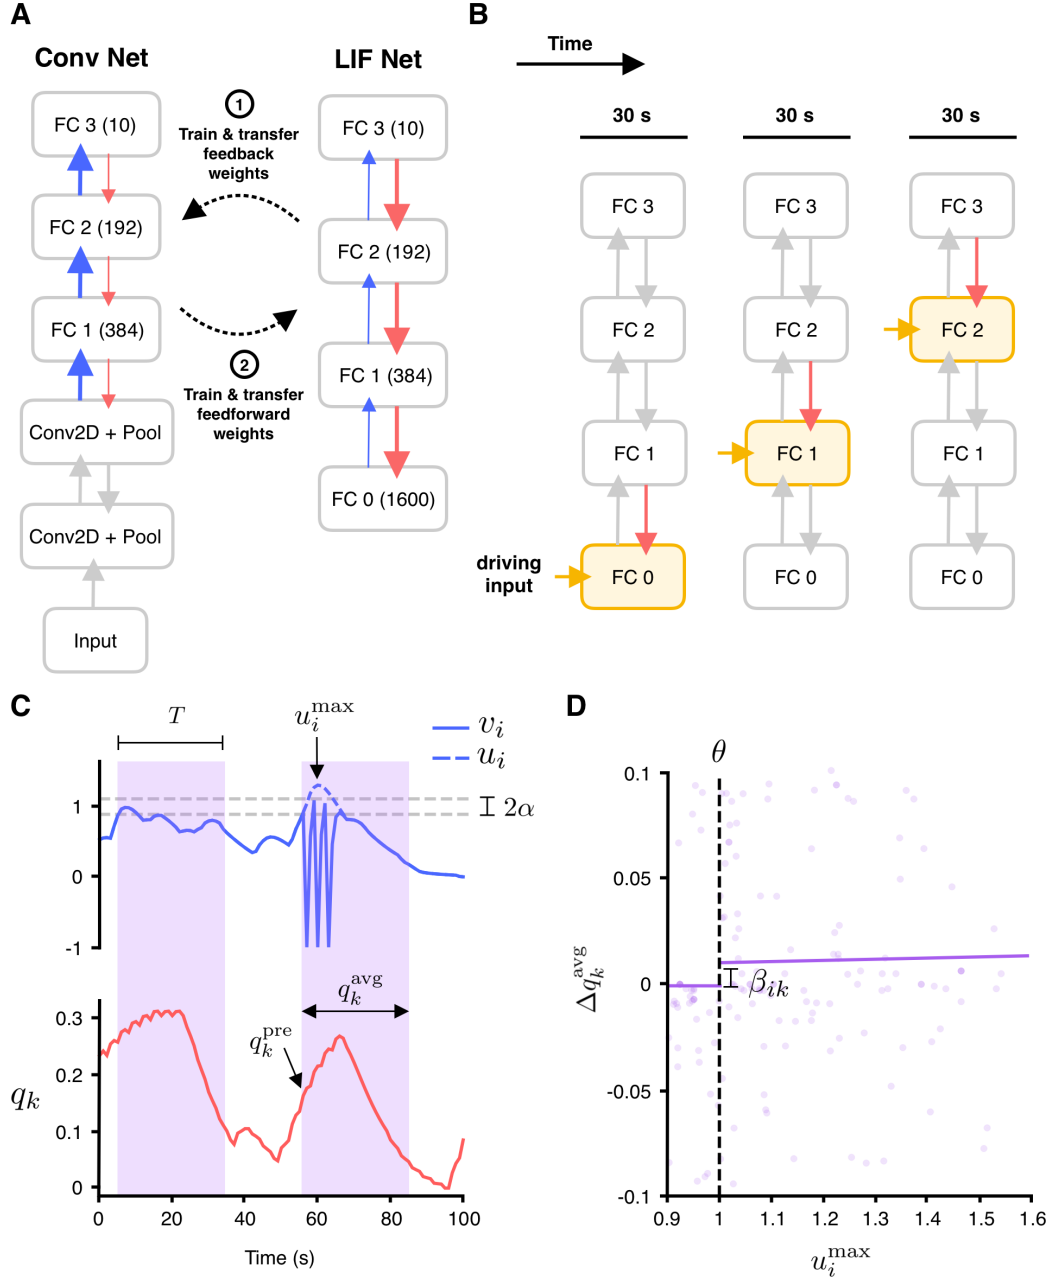 A
Conv Net
LIF Net
FC 3 (10)
FC 2 (192)
FC 1 (384)
Conv2D + Pool
Conv2D + Pool
Input
1
Train & transfer
feedback
weights
2
Train & transfer
feedforward
weights
FC 3 (10)
FC 2 (192)
FC 1 (384)
FC 0 (1600)
B
Time
30 s
30 s
30 s
FC 3
FC 3
FC 3
FC 2
FC 2
FC 2
FC 1
FC 1
FC 1
driving
input
FC 0
FC 0
FC 0
C
T
u_i^max
v_i
u_i
2α
1
0
-1
q_k^avg
q_k^pre
q_k
0.3
0.2
0.1
0
0 20 40 60 80 100
Time (s)
D
θ
0.1
0.05
0
-0.05
-0.1
Δq_k^avg
β_ik
0.9 1 1.1 1.2 1.3 1.4 1.5 1.6
u_i^max